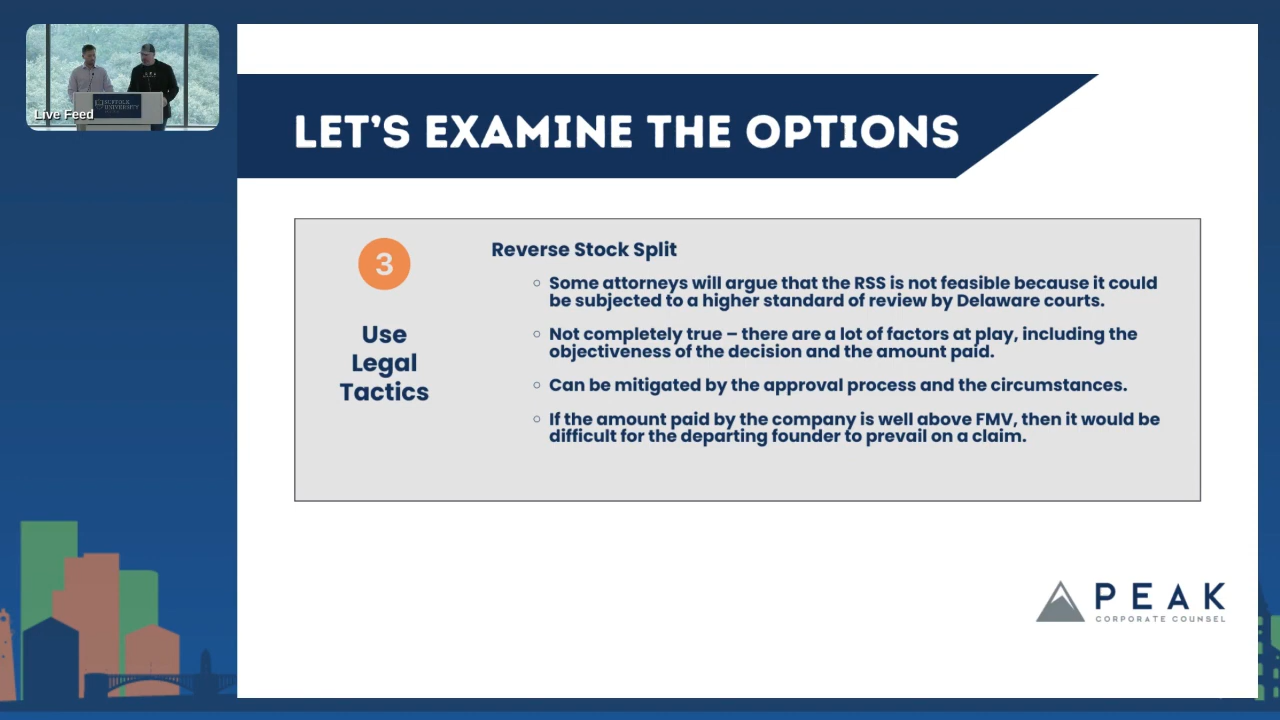 Live Feed
SUFFOLK
UNIVERSITY
LET'S EXAMINE THE OPTIONS
3
Use
Legal
Tactics
Reverse Stock Split
Some attorneys will argue that the RSS is not feasible because it could
be subjected to a higher standard of review by Delaware courts.
Not completely true – there are a lot of factors at play, including the
objectiveness of the decision and the amount paid.
Can be mitigated by the approval process and the circumstances.
If the amount paid by the company is well above FMV, then it would be
difficult for the departing founder to prevail on a claim.
PEAK
CORPORATE COUNSEL